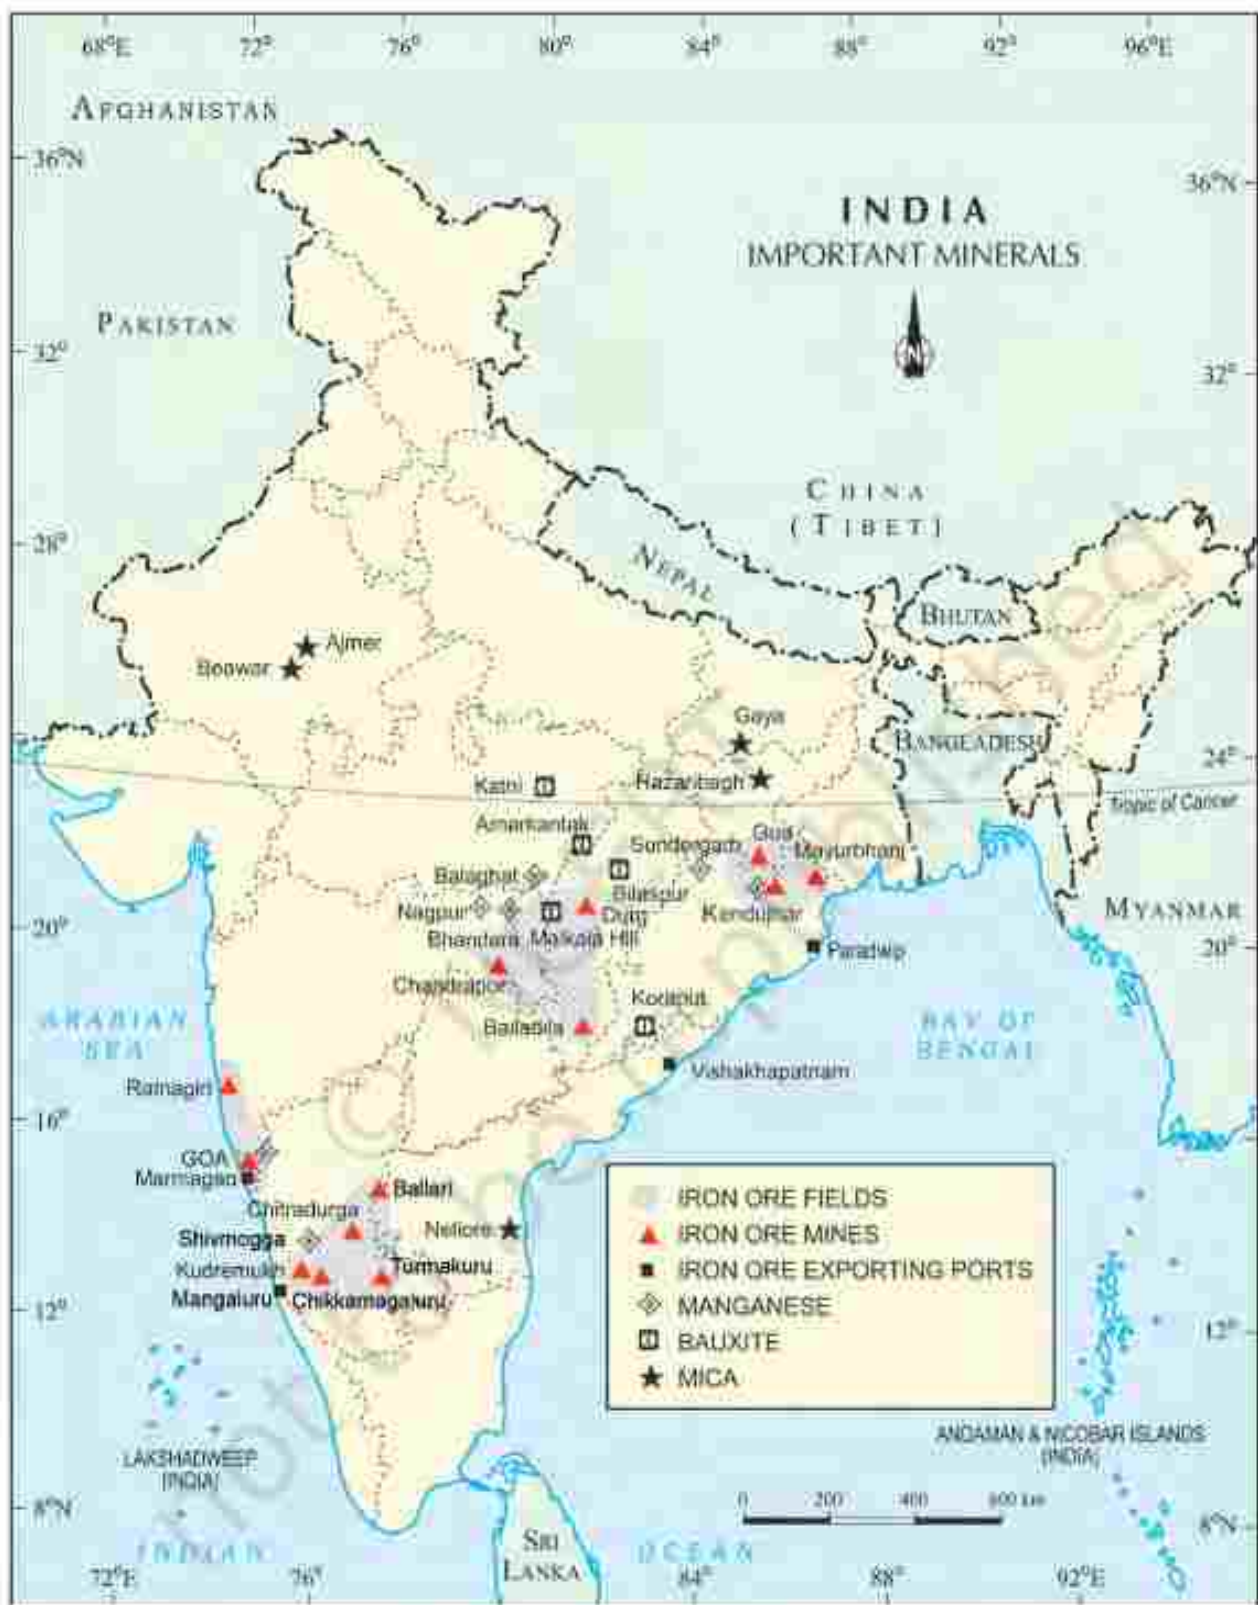 68°E 72° 76° 80° 84° 88° 92° 96°E
AFGHANISTAN
36°N
36°N
INDIA
IMPORTANT MINERALS
N
PAKISTAN
32°
32°
CHINA
(TIBET)
28°
NEPAL
BHUTAN
Ajmer
Beawar
Gaya
BANGLADESH
24°
Katni
Hazaribagh
Tropic of Cancer
Amarkantak
Sundergarh
Gua
Mayurbhanj
Balaghat
Bilaspur
Nagpur
Durg
Kendujhar
MYANMAR
20°
20°
Bhandara
Maikala Hill
Paradwip
Chandrapur
Koraput
ARABIAN
SEA
Bailadila
BAY OF
BENGAL
Vishakhapatnam
Ratnagiri
16°
GOA
Marmagao
Ballari
IRON ORE FIELDS
Chitradurga
Nellore
IRON ORE MINES
Shivmogga
Kudremukh
Tumakuru
IRON ORE EXPORTING PORTS
Mangaluru
Chikkamagaluru
MANGANESE
12°
12°
BAUXITE
MICA
LAKSHADWEEP
(INDIA)
ANDAMAN & NICOBAR ISLANDS
(INDIA)
0 200 400 600 km
8°N
8°N
INDIAN OCEAN
SRI
LANKA
72°E 76° 84° 88° 92°E